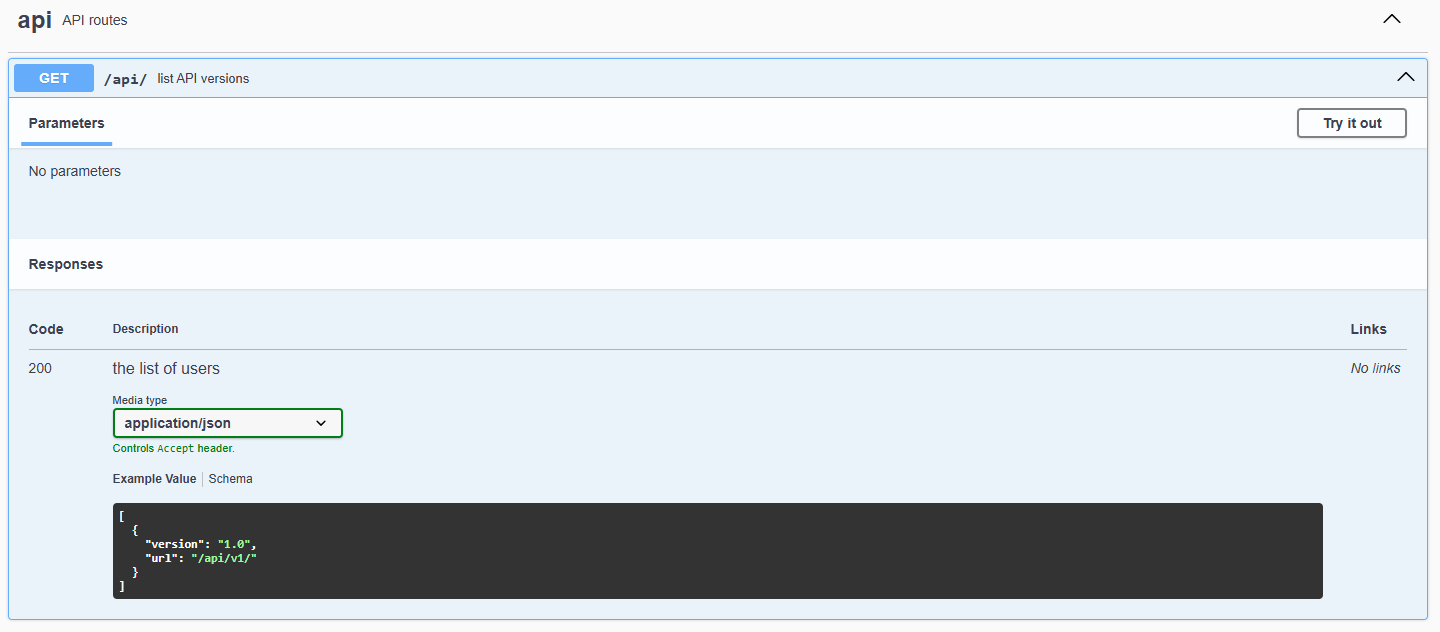 api API routes
GET /api/ list API versions
Parameters Try it out
No parameters
Responses
Code Description Links
200 the list of users No links
Media type
application/json
Controls Accept header.
Example Value Schema
[
  {
    "version": "1.0",
    "url": "/api/v1/"
  }
]